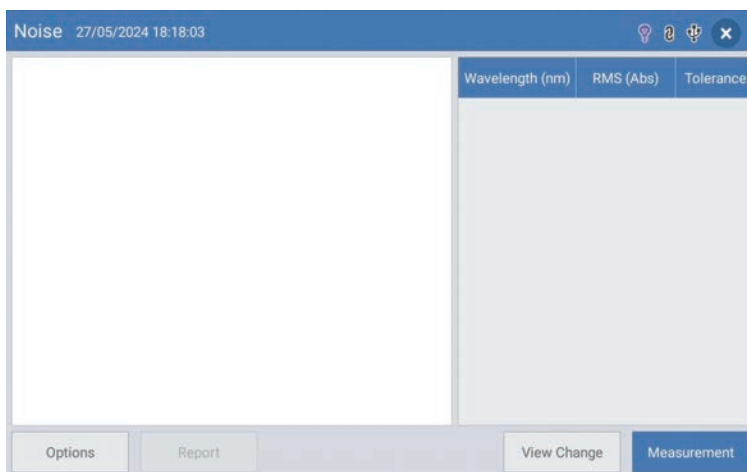 Noise 27/05/2024 18:18:03
Wavelength (nm) RMS (Abs) Tolerance
Options Report View Change Measurement